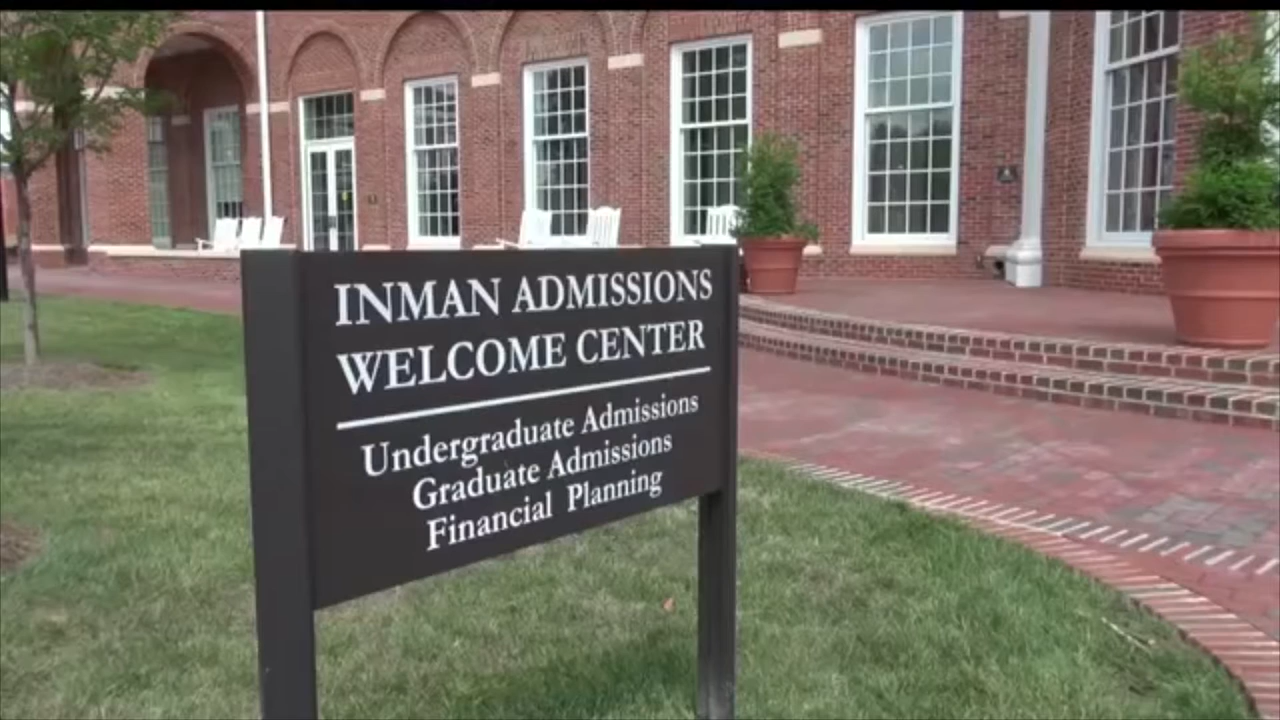 INMAN ADMISSIONS
WELCOME CENTER
Undergraduate Admissions
Graduate Admissions
Financial Planning